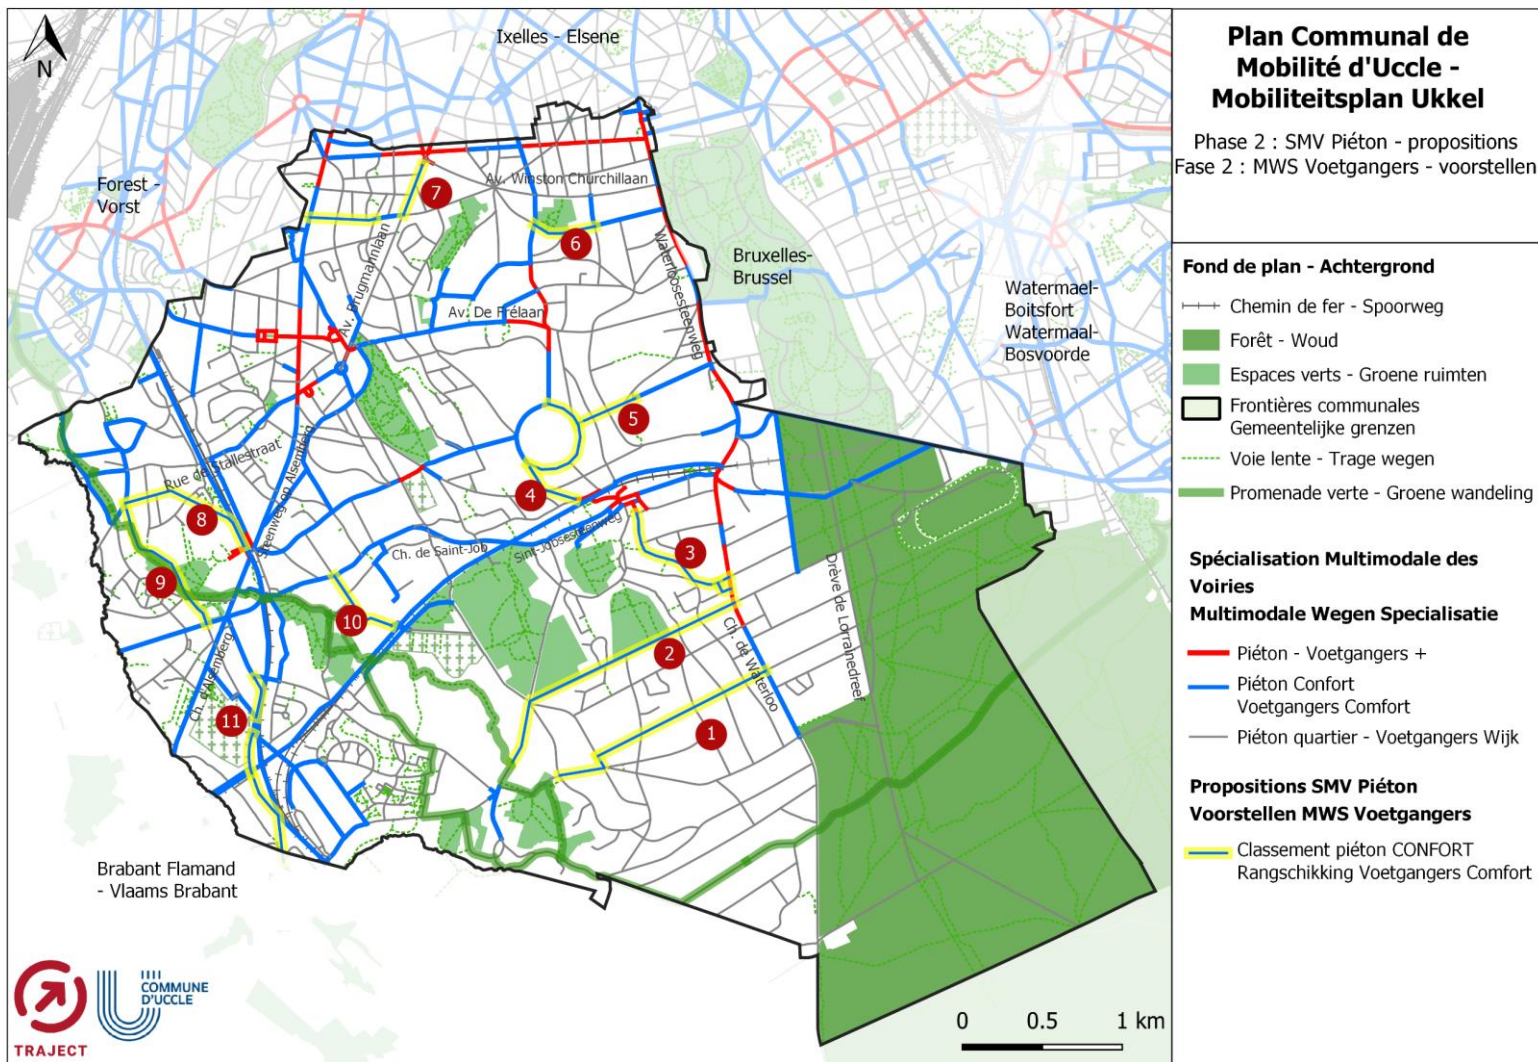 N
Ixelles - Elsene
Forest -
Vorst
Av. Winston Churchillaan
7
6
Bruxelles-
Brussel
Waterloosesteenweg
Av. Brugmannlaan
Av. De Frélaan
Watermael-
Boitsfort
Watermaal-
Bosvoorde
5
Rue de Stallestraat
Steenweg op Alsemberg
4
8
Ch. de Saint-Job
Sint-Jobsesteenweg
3
Drève de Lorrainedreef
9
10
2
Ch. de Waterloo
Ch. d'Alsemberg
11
1
Brabant Flamand
- Vlaams Brabant
TRAJECT
COMMUNE
D'UCCLE
0 0.5 1 km
Plan Communal de
Mobilité d'Uccle -
Mobiliteitsplan Ukkel
Phase 2 : SMV Piéton - propositions
Fase 2 : MWS Voetgangers - voorstellen
Fond de plan - Achtergrond
Chemin de fer - Spoorweg
Forêt - Woud
Espaces verts - Groene ruimten
Frontières communales
Gemeentelijke grenzen
Voie lente - Trage wegen
Promenade verte - Groene wandeling
Spécialisation Multimodale des
Voiries
Multimodale Wegen Specialisatie
Piéton - Voetgangers +
Piéton Confort
Voetgangers Comfort
Piéton quartier - Voetgangers Wijk
Propositions SMV Piéton
Voorstellen MWS Voetgangers
Classement piéton CONFORT
Rangschikking Voetgangers Comfort